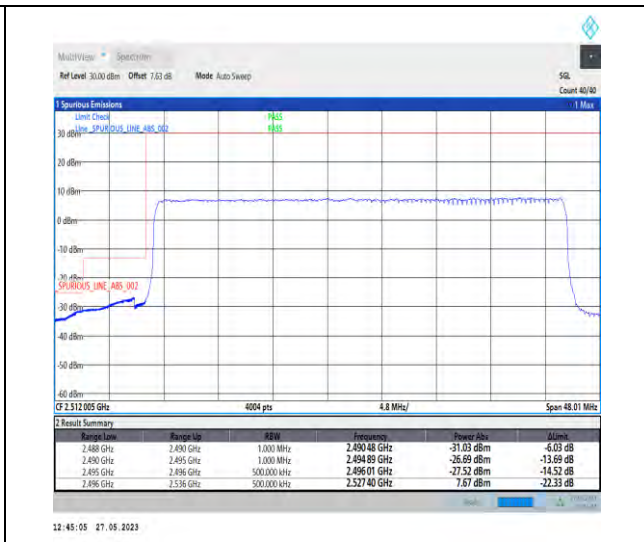 MultiView Spectrum
Ref Level 30.00 dBm Offset 7.63 dB Mode Auto Sweep SGL
Count 40/40
1 Spurious Emissions 1 Max
Limit Check PASS
Line _SPURIOUS_LINE_ABS_002 PASS
30 dBm
20 dBm
10 dBm
0 dBm
-10 dBm
-20 dBm
SPURIOUS_LINE_ABS_002
-30 dBm
-40 dBm
-50 dBm
-60 dBm
CF 2.512 005 GHz 4004 pts 4.8 MHz/ Span 48.01 MHz
2 Result Summary
Range Low Range Up RBW Frequency Power Abs ΔLimit
2.488 GHz 2.490 GHz 1.000 MHz 2.490 48 GHz -31.03 dBm -6.03 dB
2.490 GHz 2.495 GHz 1.000 MHz 2.494 89 GHz -26.69 dBm -13.69 dB
2.495 GHz 2.496 GHz 500.000 kHz 2.496 01 GHz -27.52 dBm -14.52 dB
2.496 GHz 2.536 GHz 500.000 kHz 2.527 40 GHz 7.67 dBm -22.33 dB
12:45:05 27.05.2023